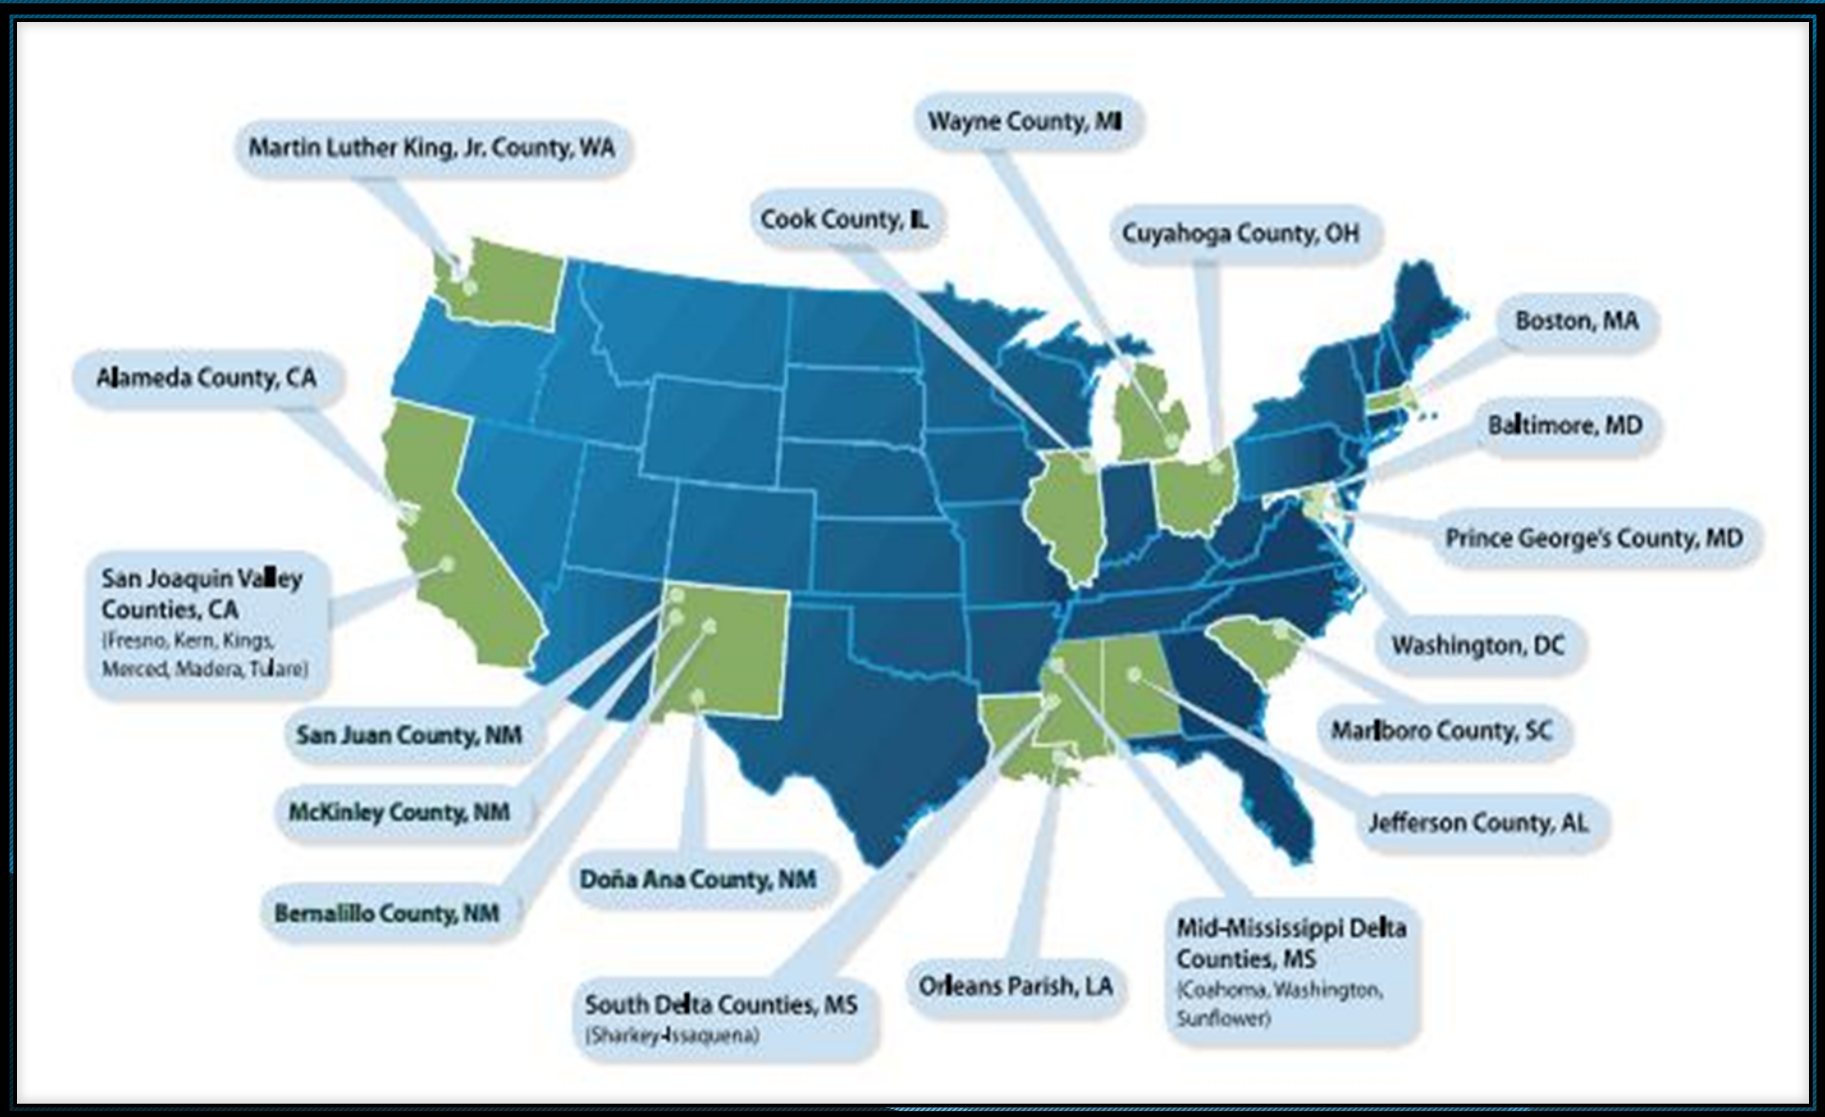 Wayne County, MI
Martin Luther King, Jr. County, WA
Cook County, IL
Cuyahoga County, OH
Boston, MA
Alameda County, CA
Baltimore, MD
Prince George's County, MD
San Joaquin Valley
Counties, CA
(Fresno, Kern, Kings,
Merced, Madera, Tulare)
Washington, DC
San Juan County, NM
Marlboro County, SC
McKinley County, NM
Jefferson County, AL
Doña Ana County, NM
Bernalillo County, NM
Mid-Mississippi Delta
Counties, MS
(Coahoma, Washington,
Sunflower)
Orleans Parish, LA
South Delta Counties, MS
(Sharkey-Issaquena)